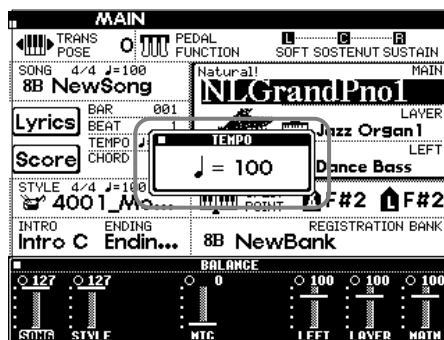 MAIN
TRANS POSE 0 PEDAL FUNCTION L C R SOFT SOSTENUT SUSTAIN
SONG 4/4 ♩=100
8B NewSong
Natural! MAIN
NLGrandPno1
Lyrics BAR 001
BEAT 1
TEMPO
Score CHORD
LAYER
Jazz Organ1
LEFT
Dance Bass
TEMPO
♩ = 100
STYLE 4/4 ♩=100
4001_Mo...
POINT A F#2 L F#2
INTRO ENDING
Intro C Endin...
REGISTRATION BANK
8B NewBank
BALANCE
127 127 0 100 100 100
SONG STYLE MIC LEFT LAYER MAIN